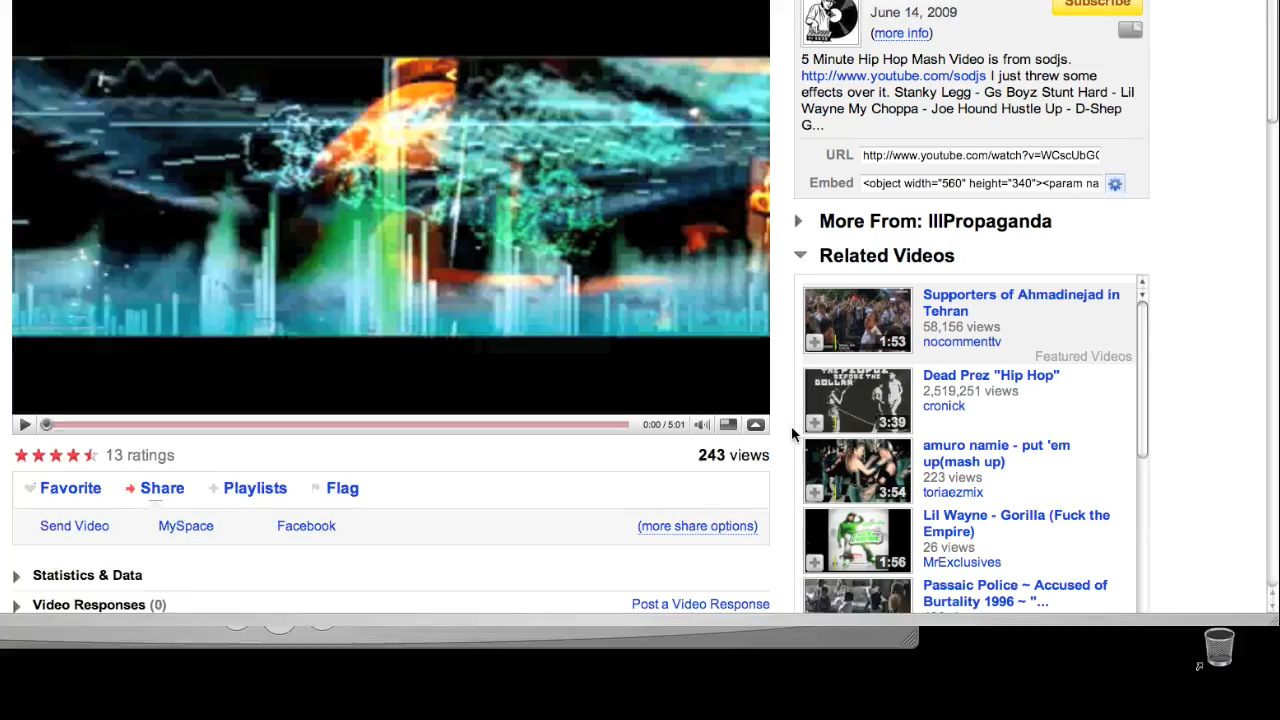 Subscribe
June 14, 2009
(more info)
5 Minute Hip Hop Mash Video is from sodjs.
http://www.youtube.com/sodjs I just threw some
effects over it. Stanky Legg - Gs Boyz Stunt Hard - Lil
Wayne My Choppa - Joe Hound Hustle Up - D-Shep
G...
URL http://www.youtube.com/watch?v=WCscUbG
Embed <object width="560" height="340"><param na
More From: IllPropaganda
Related Videos
Supporters of Ahmadinejad in
Tehran
58,156 views
nocommenttv
1:53
Featured Videos
THE PEOPLE
BEFORE THE
DOLLAR
Dead Prez "Hip Hop"
2,519,251 views
cronick
3:39
amuro namie - put 'em
up(mash up)
223 views
toriaezmix
3:54
Lil Wayne - Gorilla (Fuck the
Empire)
26 views
MrExclusives
1:56
Passaic Police ~ Accused of
Burtality 1996 ~ "...
0:00 / 5:01
13 ratings
243 views
Favorite Share Playlists Flag
Send Video MySpace Facebook (more share options)
Statistics & Data
Video Responses (0) Post a Video Response